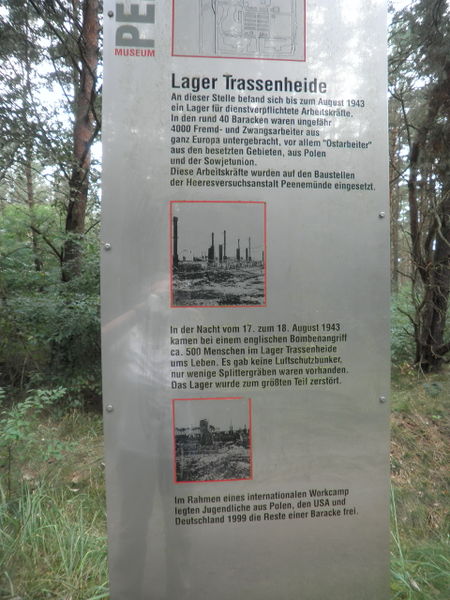 PE
MUSEUM
Lager Trassenheide
An dieser Stelle befand sich bis zum August 1943
ein Lager für dienstverpflichtete Arbeitskräfte.
In den rund 40 Baracken waren ungefähr
4000 Fremd- und Zwangsarbeiter aus
ganz Europa untergebracht, vor allem "Ostarbeiter"
aus den besetzten Gebieten, aus Polen
und der Sowjetunion.
Diese Arbeitskräfte wurden auf den Baustellen
der Heeresversuchsanstalt Peenemünde eingesetzt.
In der Nacht vom 17. zum 18. August 1943
kamen bei einem englischen Bombenangriff
ca. 500 Menschen im Lager Trassenheide
ums Leben. Es gab keine Luftschutzbunker,
nur wenige Splittergräben waren vorhanden.
Das Lager wurde zum größten Teil zerstört.
Im Rahmen eines internationalen Workcamp
legten Jugendliche aus Polen, den USA und
Deutschland 1999 die Reste einer Baracke frei.